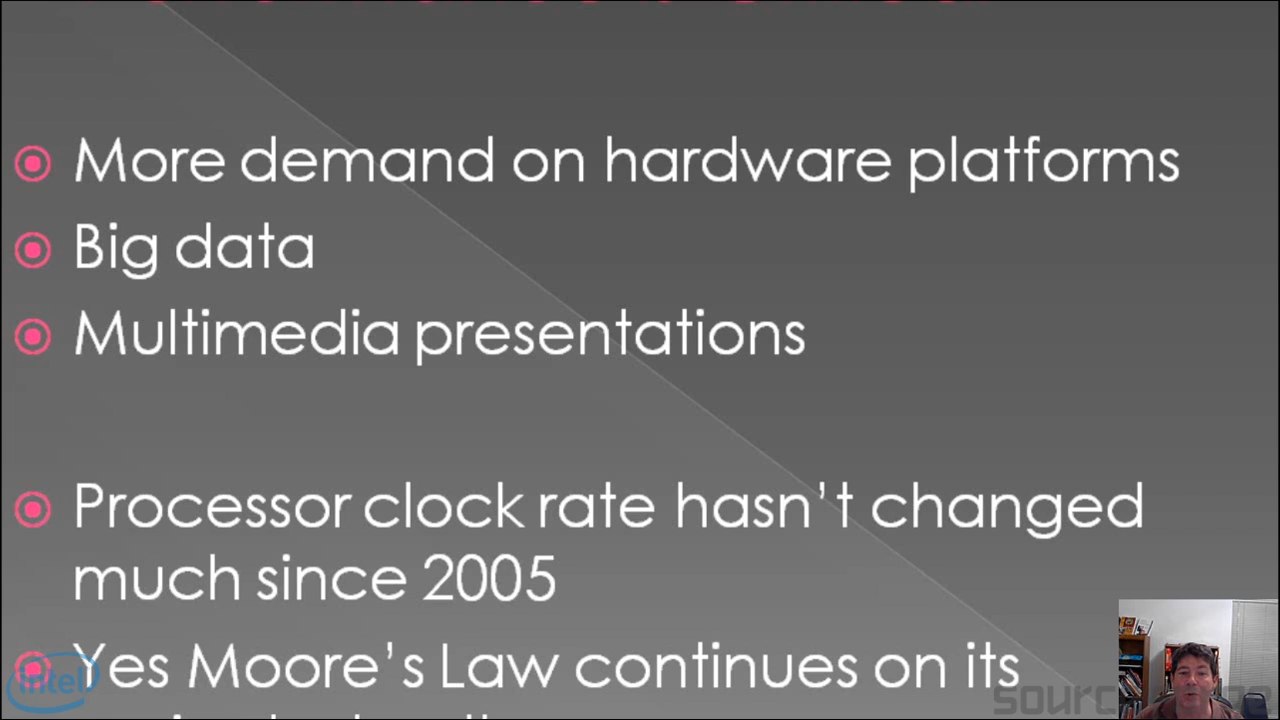 More demand on hardware platforms
Big data
Multimedia presentations
Processor clock rate hasn't changed
much since 2005
Yes Moore's Law continues on its
intel